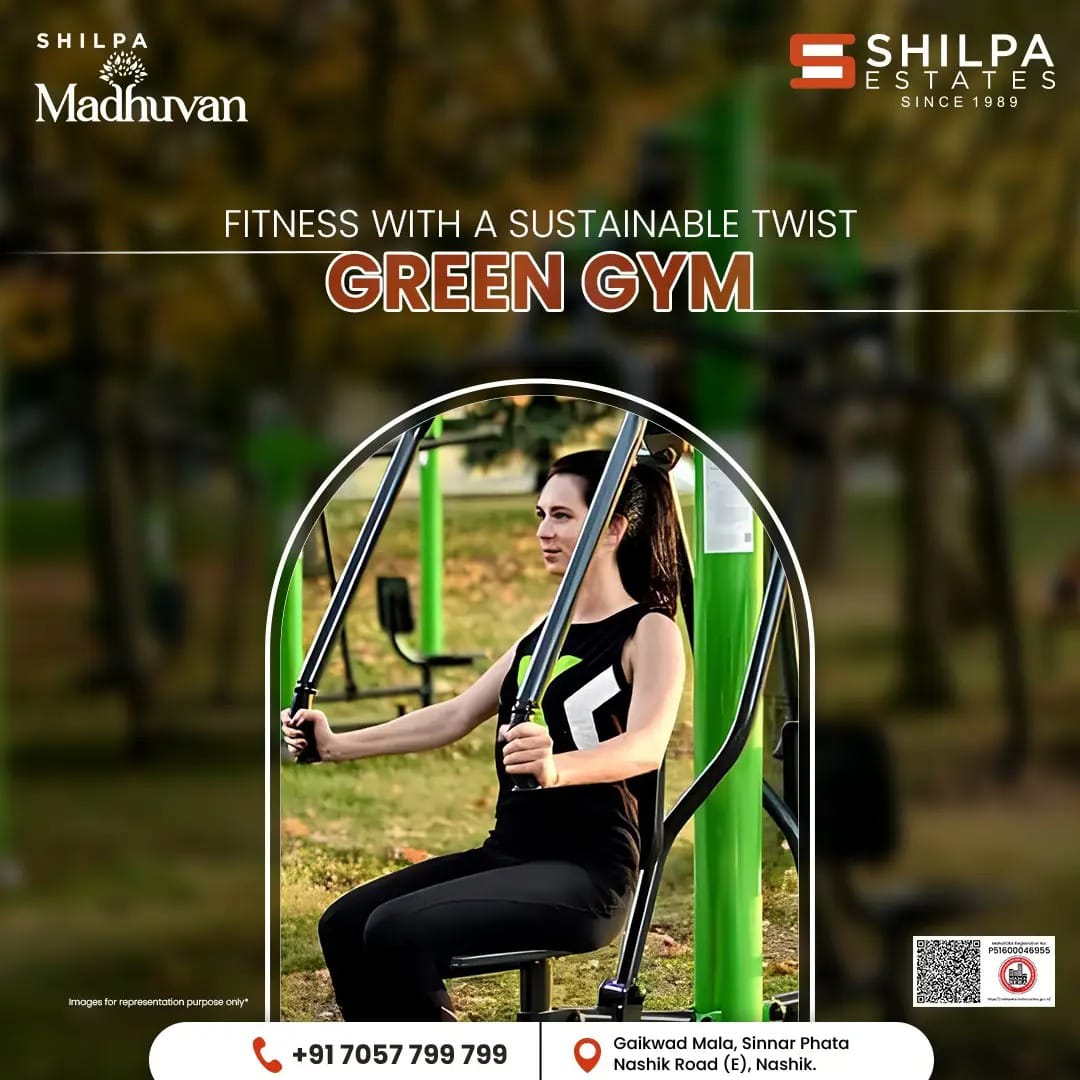 SHILPA
Madhuvan
SHILPA
ESTATES
SINCE 1989
FITNESS WITH A SUSTAINABLE TWIST
GREEN GYM
P51600046955
Images for representation purpose only*
+91 7057 799 799
Gaikwad Mala, Sinnar Phata
Nashik Road (E), Nashik.